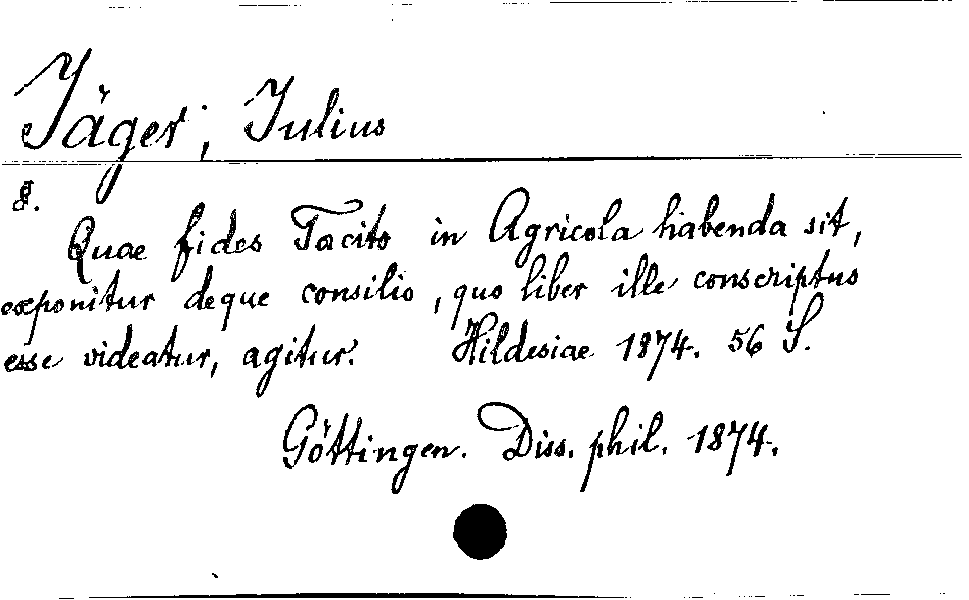 Jäger, Julius
8.
Quae fides Tacito in Agricola habenda sit,
exponitur deque consilio, quo liber ille conscriptus
esse videatur, agitur.   Hildesiae 1874. 56 S.
Göttingen. Diss. phil. 1874.